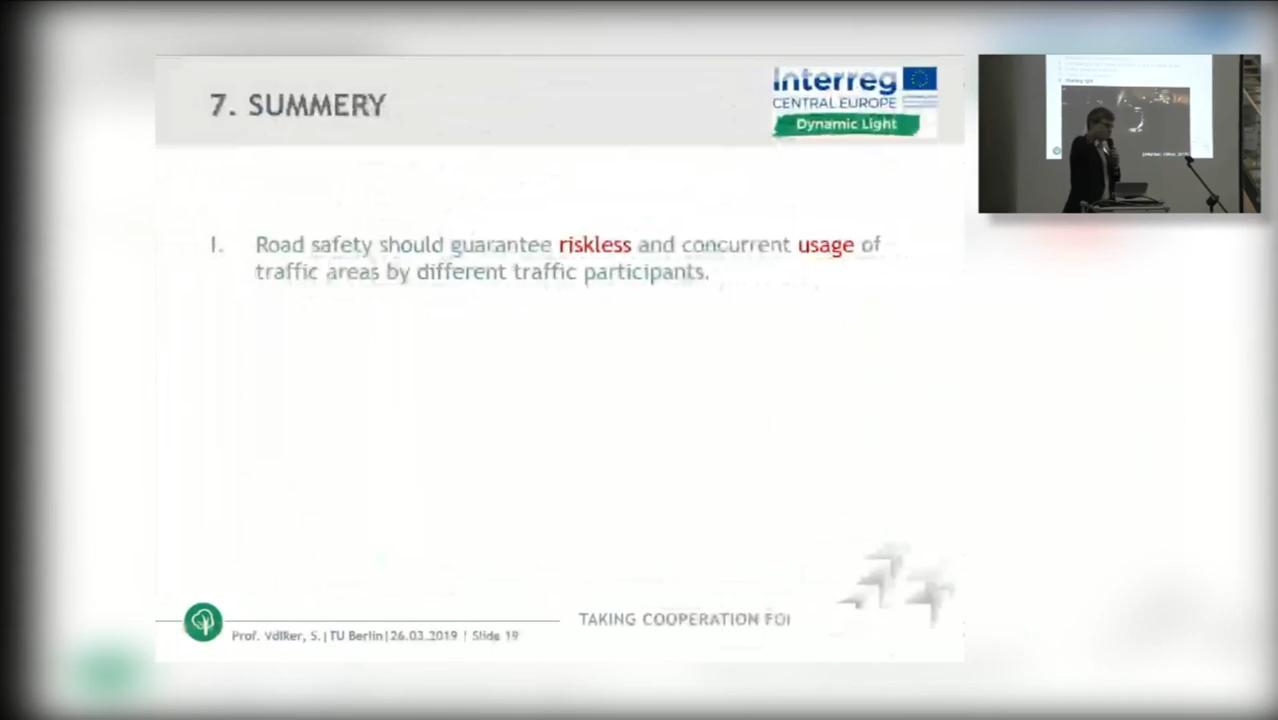 7. SUMMERY
Interreg
CENTRAL EUROPE
Dynamic Light
I. Road safety should guarantee riskless and concurrent usage of
traffic areas by different traffic participants.
TAKING COOPERATION FO
Prof. Völker, S.|TU Berlin|26.03.2019 | Slide 19